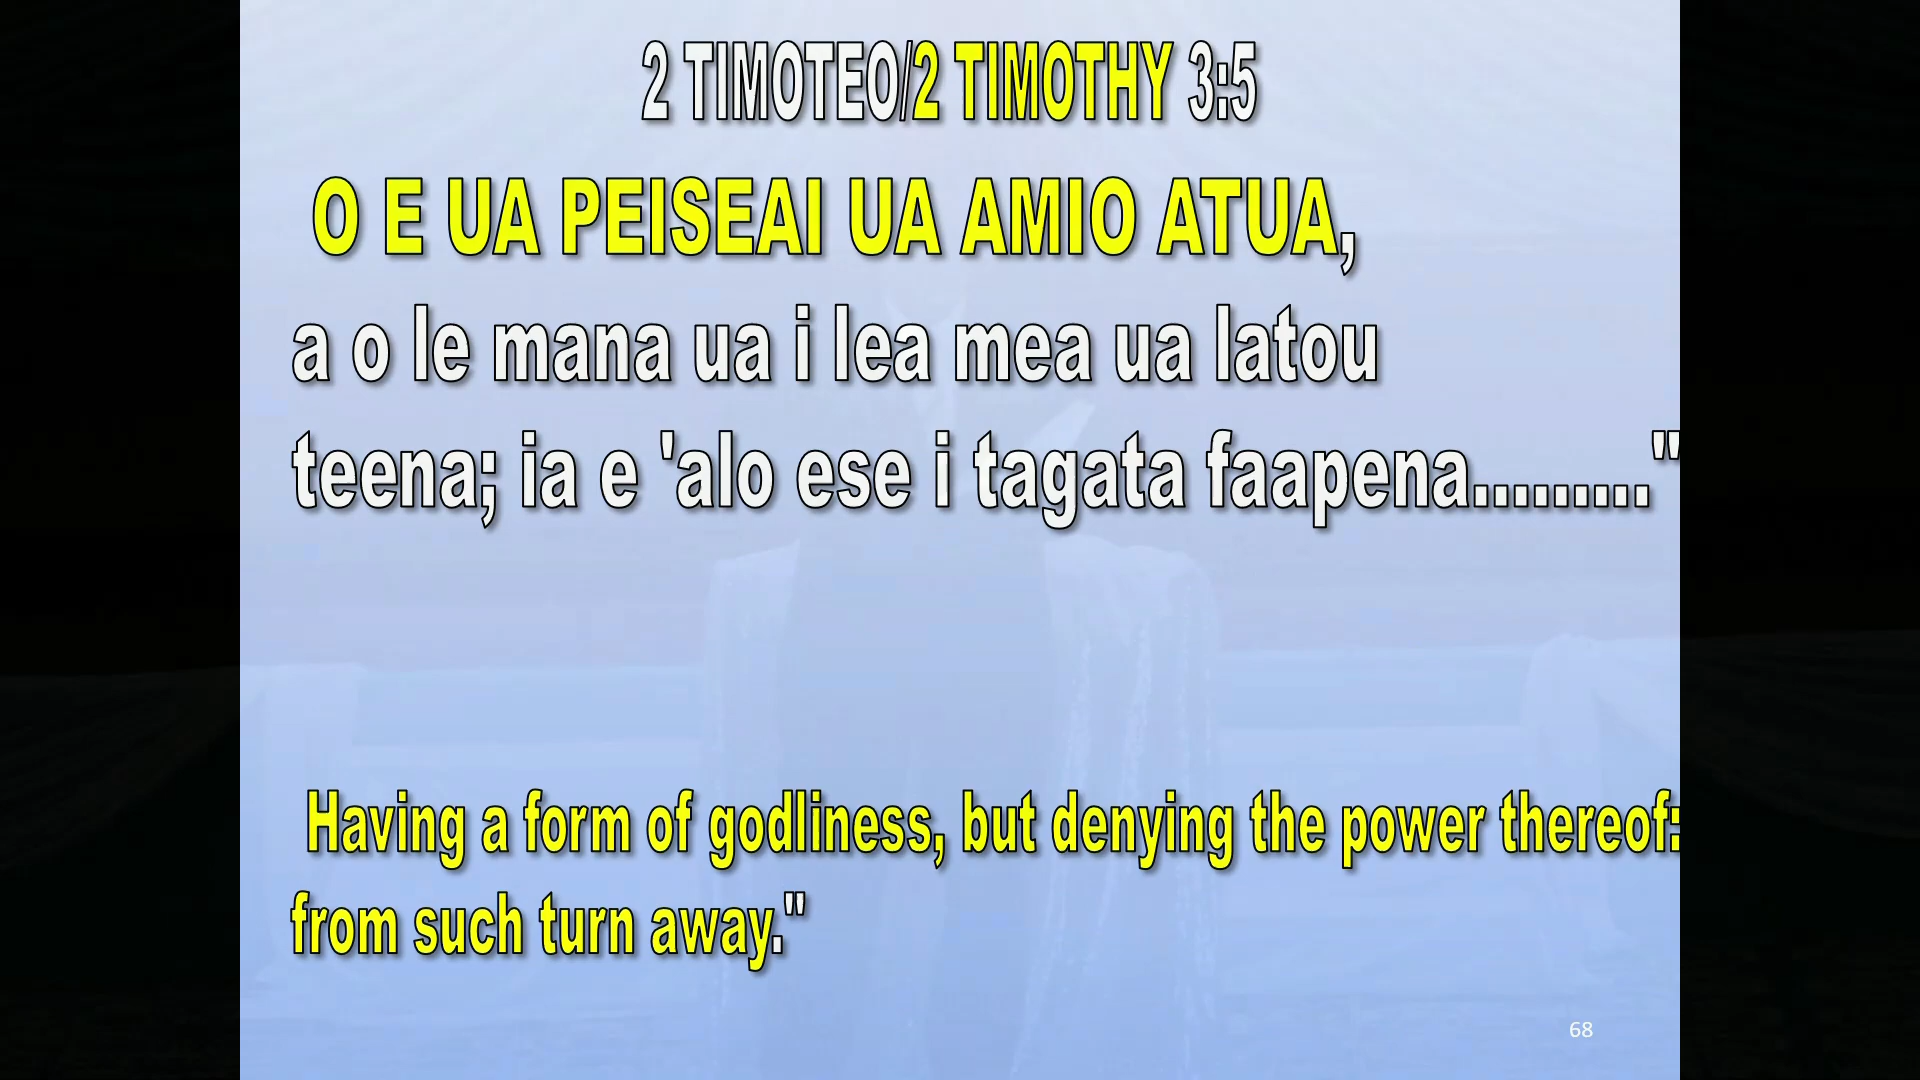 2 TIMOTEO/2 TIMOTHY 3:5
O E UA PEISEAI UA AMIO ATUA,
a o le mana ua i lea mea ua latou
teena; ia e 'alo ese i tagata faapena........."
Having a form of godliness, but denying the power thereof:
from such turn away."
68